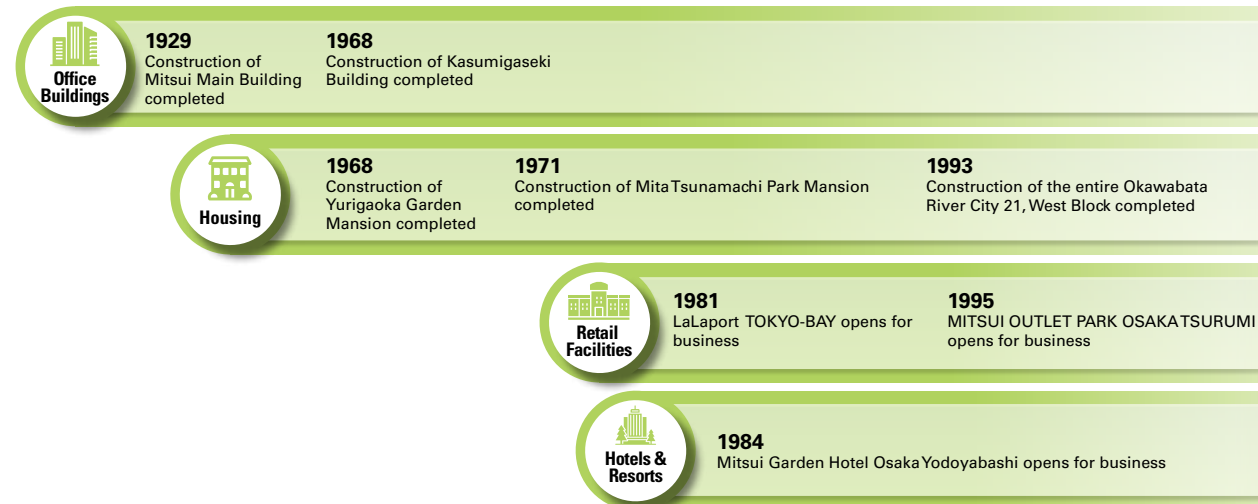 Office
Buildings
1929
Construction of
Mitsui Main Building
completed
1968
Construction of Kasumigaseki
Building completed
Housing
1968
Construction of
Yurigaoka Garden
Mansion completed
1971
Construction of Mita Tsunamachi Park Mansion
completed
1993
Construction of the entire Okawabata
River City 21, West Block completed
Retail
Facilities
1981
LaLaport TOKYO-BAY opens for
business
1995
MITSUI OUTLET PARK OSAKA TSURUMI
opens for business
Hotels &
Resorts
1984
Mitsui Garden Hotel Osaka Yodoyabashi opens for business